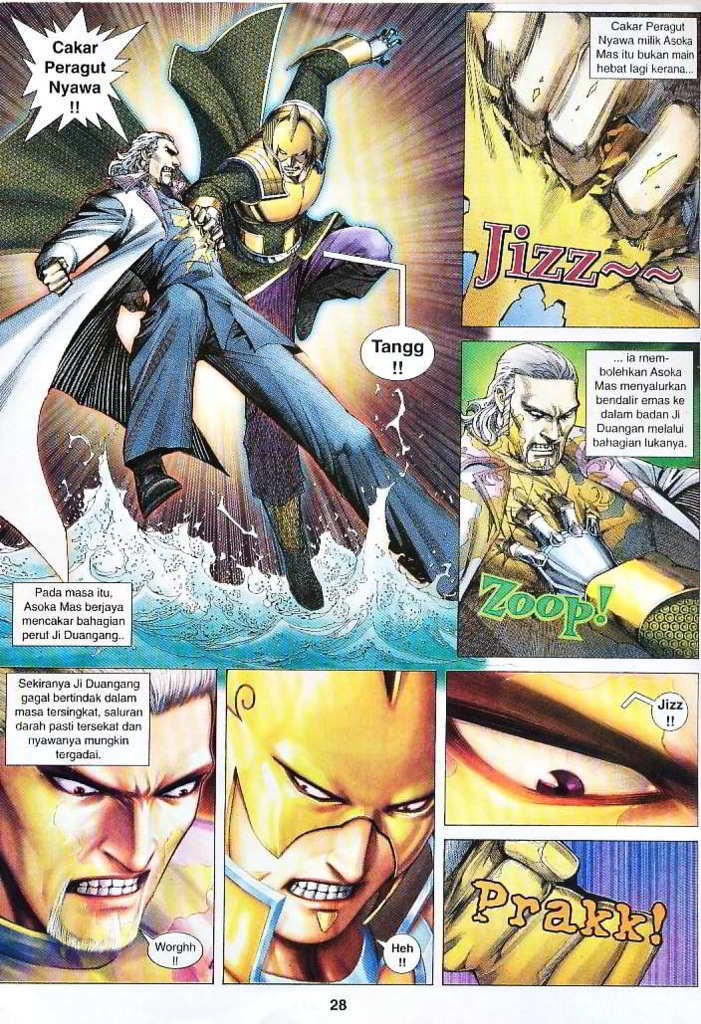 Cakar
Peragut
Nyawa
!!
Tangg
!!
Pada masa itu,
Asoka Mas berjaya
mencakar bahagian
perut Ji Duangang..
Cakar Peragut
Nyawa milik Asoka
Mas itu bukan main
hebat lagi kerana...
Jizz~~
... ia mem-
bolehkan Asoka
Mas menyalurkan
bendalir emas ke
dalam badan Ji
Duangan melalui
bahagian lukanya.
Zoop!
Sekiranya Ji Duangang
gagal bertindak dalam
masa tersingkat, saluran
darah pasti tersekat dan
nyawanya mungkin
tergadai.
Worghh
!!
Heh
!!
Jizz
!!
Prakk!
28